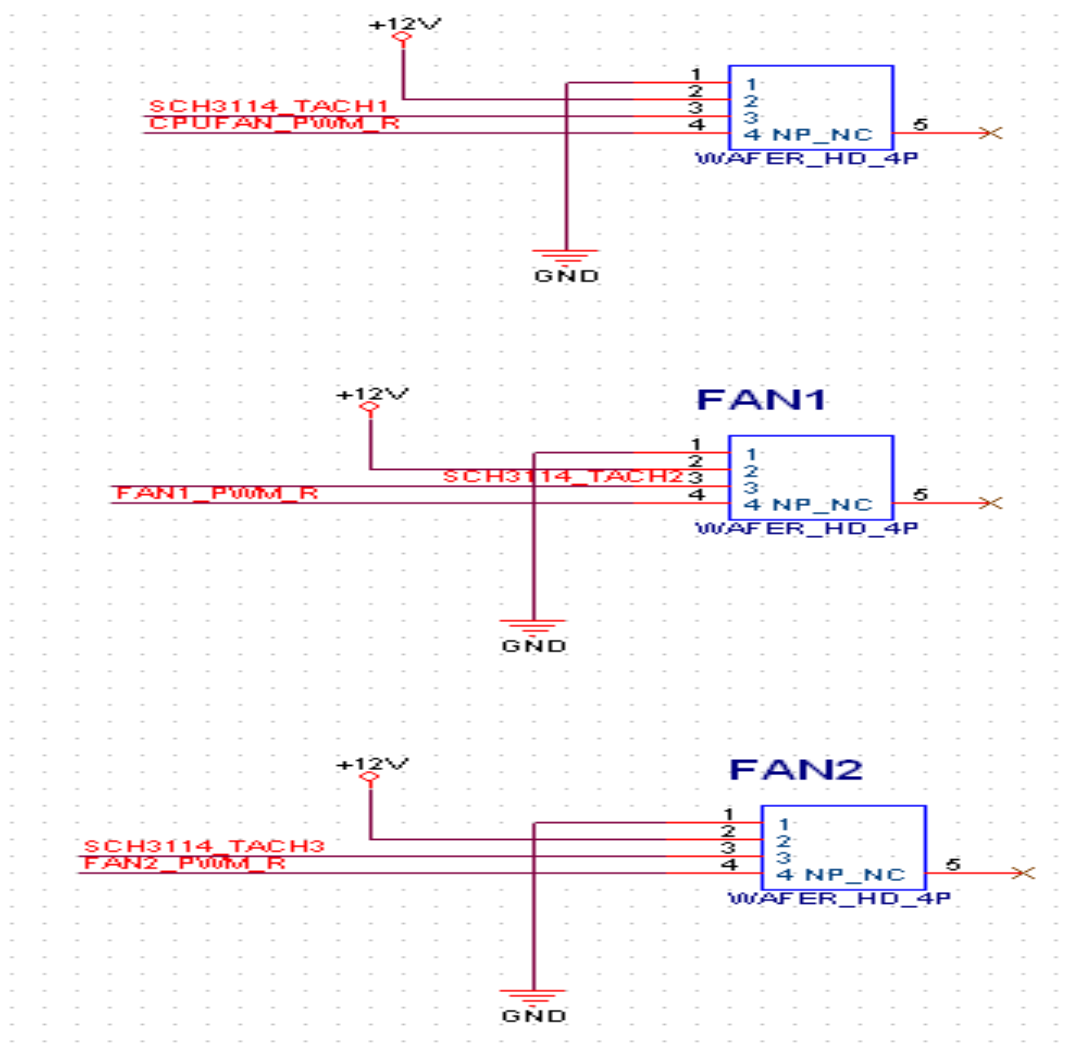 +12V
1
2
3
4
SCH3114_TACH1
CPUFAN_PWM_R
1
2
3
4 NP_NC
5
WAFER_HD_4P
GND
+12V
FAN1
1
2
SCH3114_TACH2 3
4
FAN1_PWM_R
1
2
3
4 NP_NC
5
WAFER_HD_4P
GND
+12V
FAN2
1
2
3
4
SCH3114_TACH3
FAN2_PWM_R
1
2
3
4 NP_NC
5
WAFER_HD_4P
GND